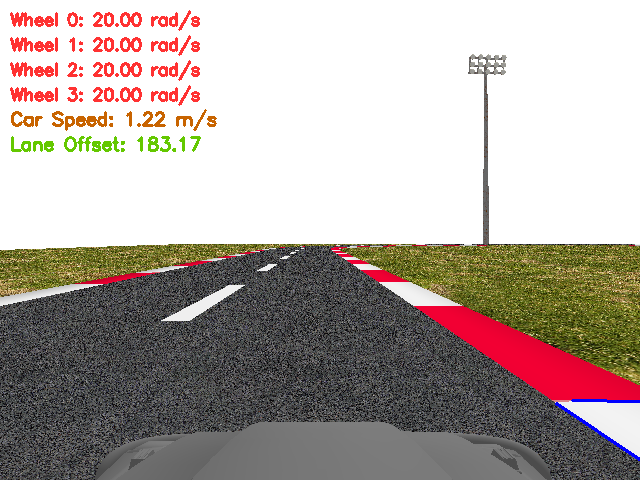 Wheel 0: 20.00 rad/s
Wheel 1: 20.00 rad/s
Wheel 2: 20.00 rad/s
Wheel 3: 20.00 rad/s
Car Speed: 1.22 m/s
Lane Offset: 183.17